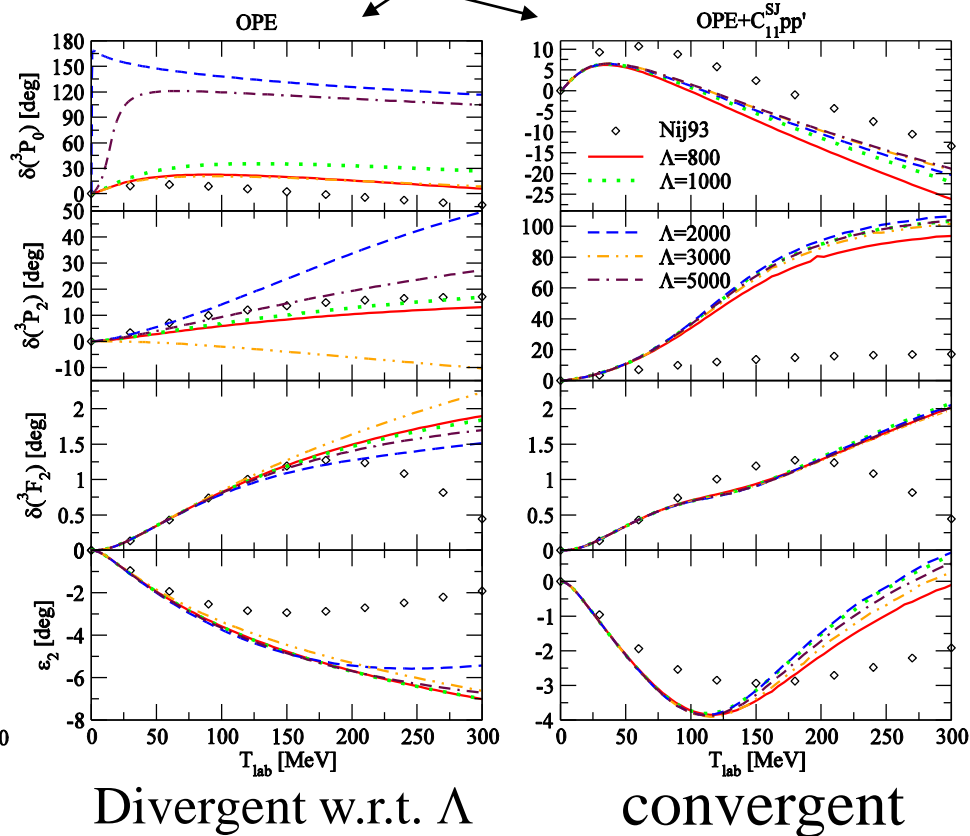 OPE
OPE+C₁₁^SJ pp'
δ(³P₀) [deg]
180
150
120
90
60
30
0
10
5
0
-5
-10
-15
-20
-25
Nij93
Λ=800
Λ=1000
δ(³P₂) [deg]
50
40
30
20
10
0
-10
100
80
60
40
20
0
Λ=2000
Λ=3000
Λ=5000
δ(³F₂) [deg]
2
1.5
1
0.5
0
2
1.5
1
0.5
0
ε₂ [deg]
-2
-4
-6
-8
0
-1
-2
-3
-4
0
0 50 100 150 200 250 300
0 50 100 150 200 250 300
T_lab [MeV]
T_lab [MeV]
Divergent w.r.t. Λ
convergent